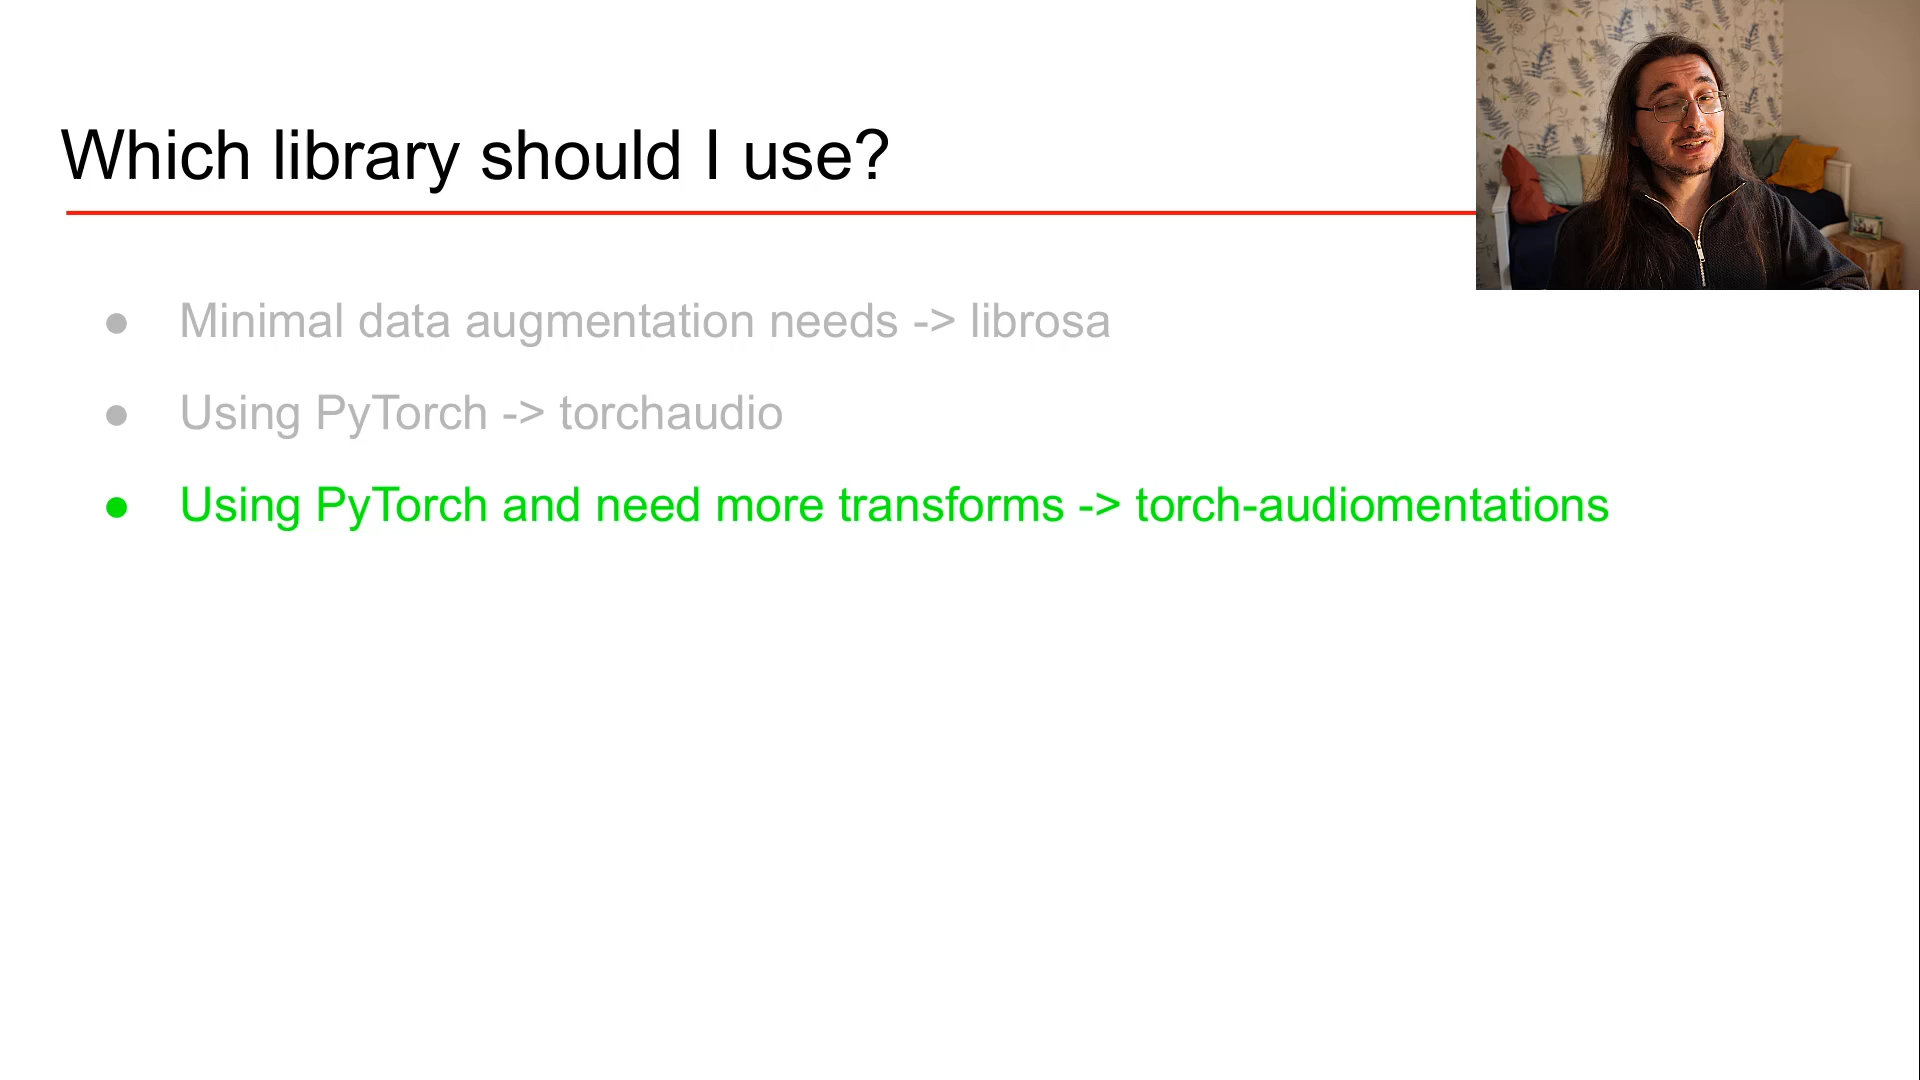 Which library should I use?
● Minimal data augmentation needs -> librosa
● Using PyTorch -> torchaudio
● Using PyTorch and need more transforms -> torch-audiomentations